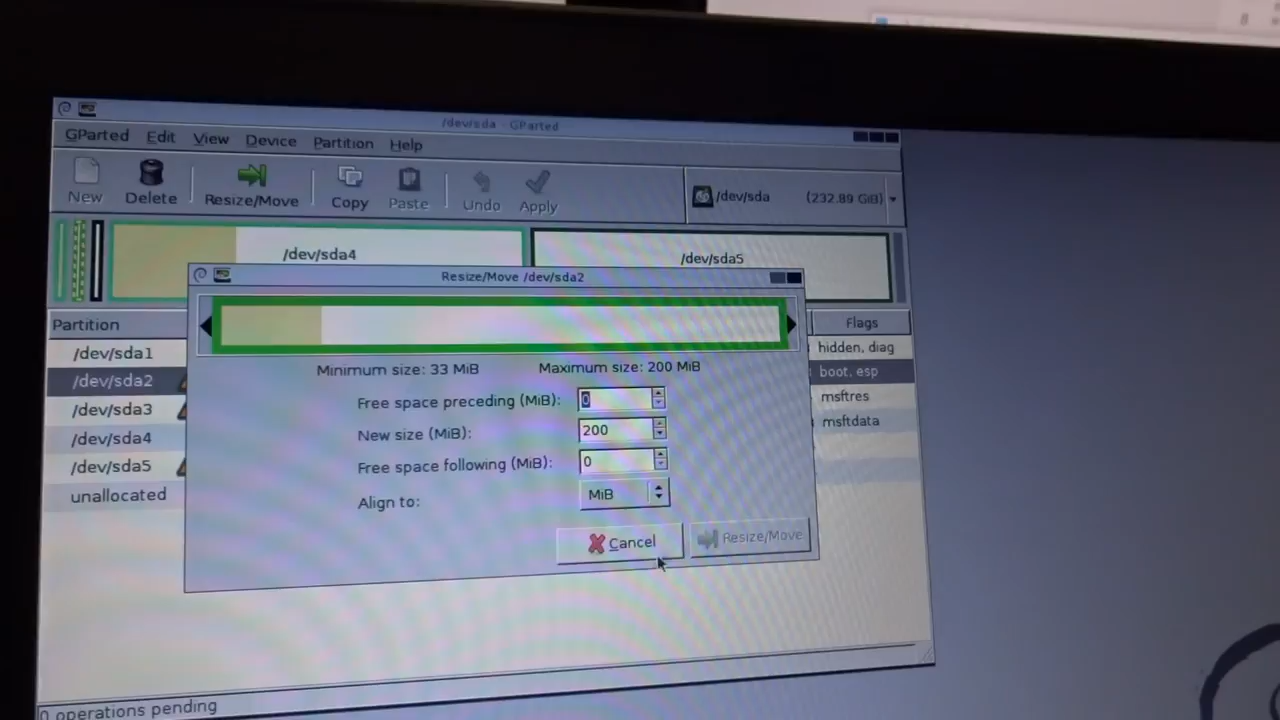 /dev/sda - GParted
GParted Edit View Device Partition Help
New Delete Resize/Move Copy Paste Undo Apply
/dev/sda (232.89 GiB)
/dev/sda4 /dev/sda5
Resize/Move /dev/sda2
Partition Flags
/dev/sda1 hidden, diag
/dev/sda2 boot, esp
/dev/sda3 msftres
/dev/sda4 msftdata
/dev/sda5
unallocated
Minimum size: 33 MiB Maximum size: 200 MiB
Free space preceding (MiB): 0
New size (MiB): 200
Free space following (MiB): 0
Align to: MiB
Cancel Resize/Move
0 operations pending